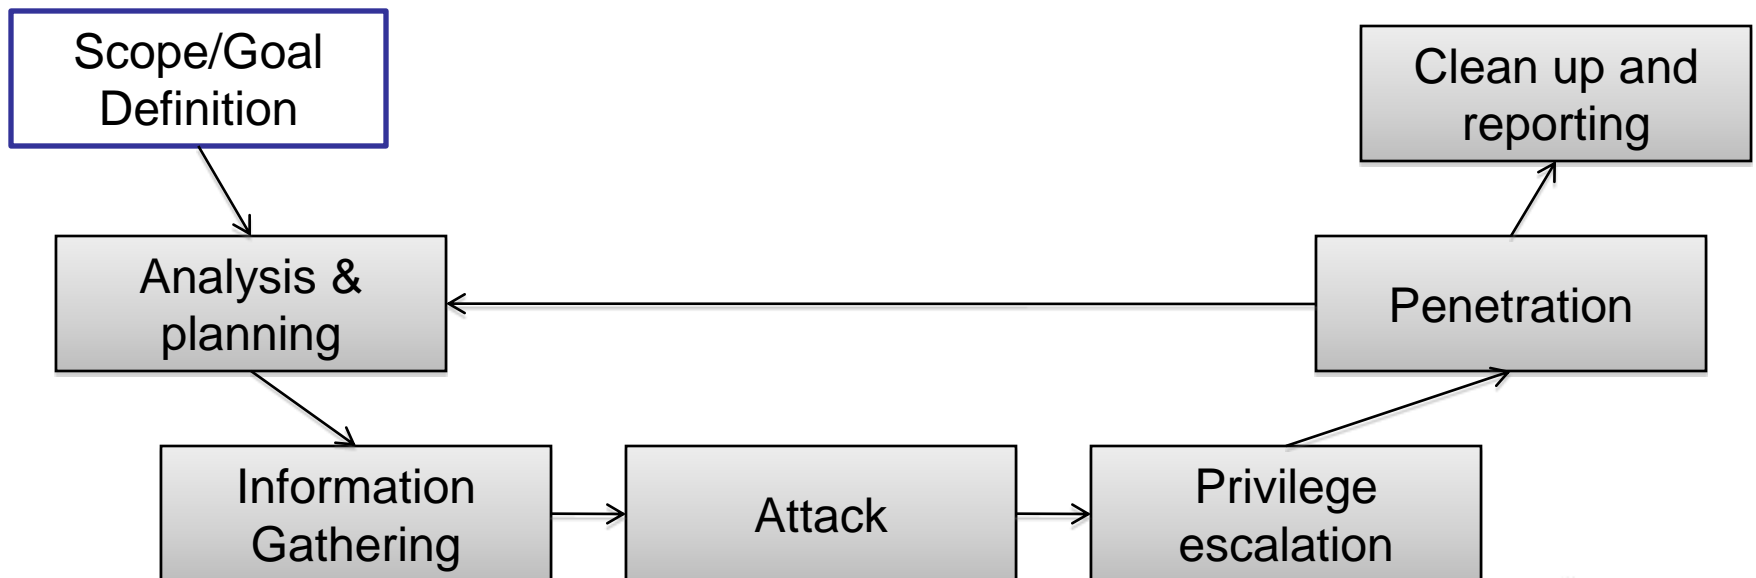 Scope/Goal
Definition
Clean up and
reporting
Analysis &
planning
Penetration
Information
Gathering
Attack
Privilege
escalation